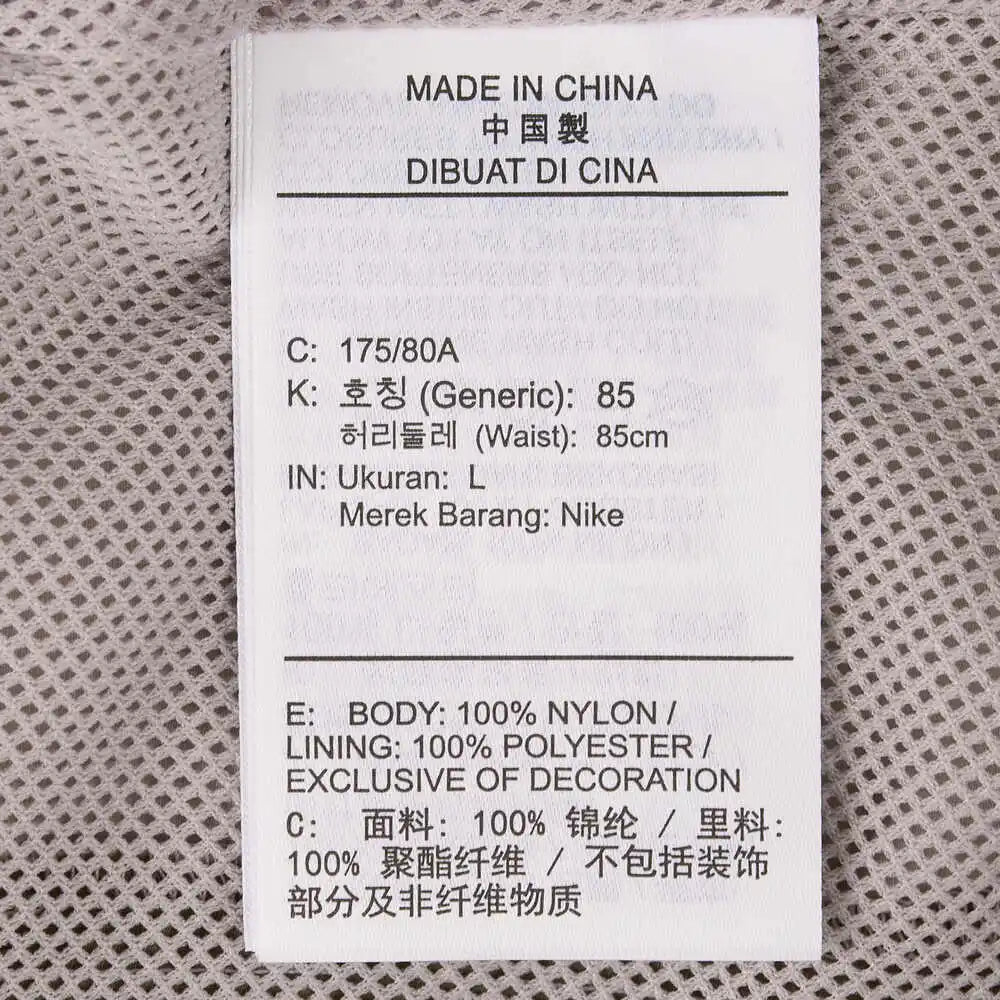 MADE IN CHINA
中国製
DIBUAT DI CINA
C: 175/80A
K: 호칭 (Generic): 85
허리둘레 (Waist): 85cm
IN: Ukuran: L
Merek Barang: Nike
E: BODY: 100% NYLON /
LINING: 100% POLYESTER /
EXCLUSIVE OF DECORATION
C: 面料: 100% 锦纶 / 里料:
100% 聚酯纤维 / 不包括装饰
部分及非纤维物质